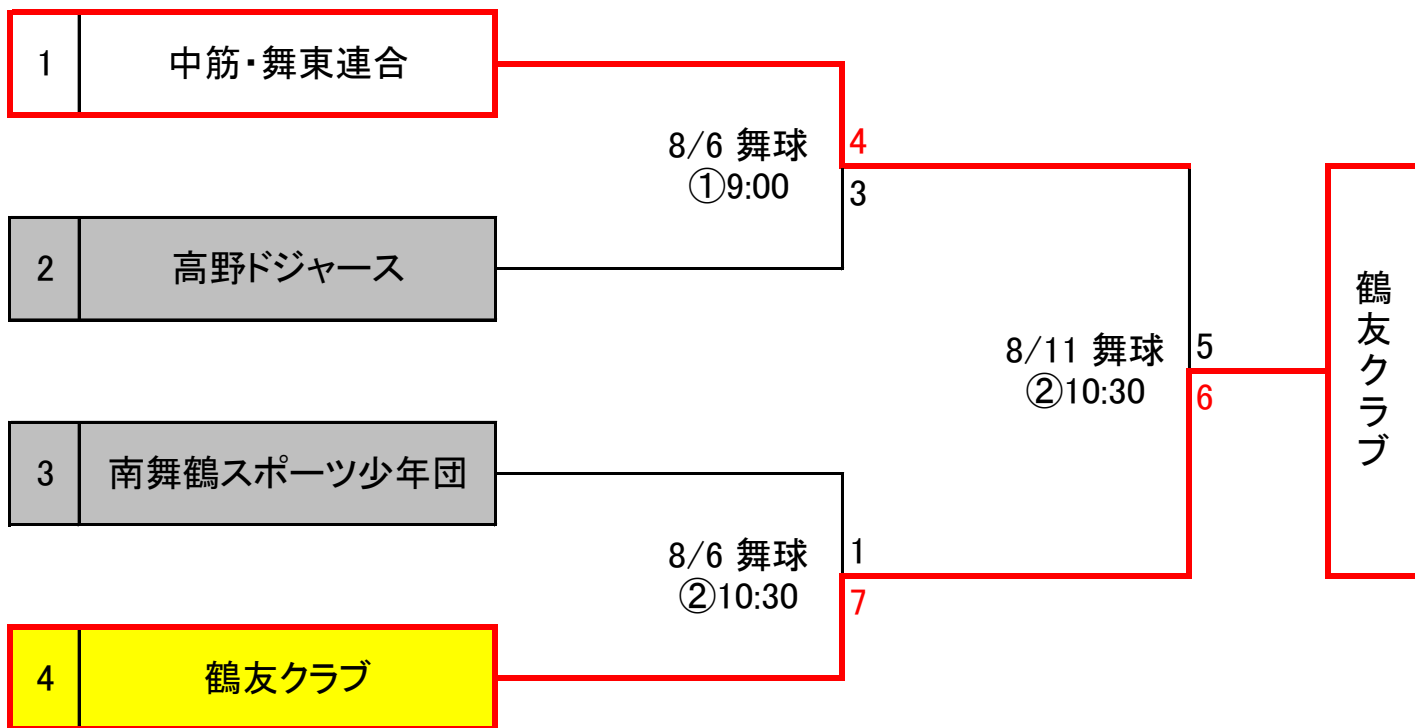 1 中筋・舞東連合
8/6 舞球
①9:00
4
3
2 高野ドジャース
8/11 舞球
②10:30
5
6
鶴友クラブ
3 南舞鶴スポーツ少年団
8/6 舞球
②10:30
1
7
4 鶴友クラブ